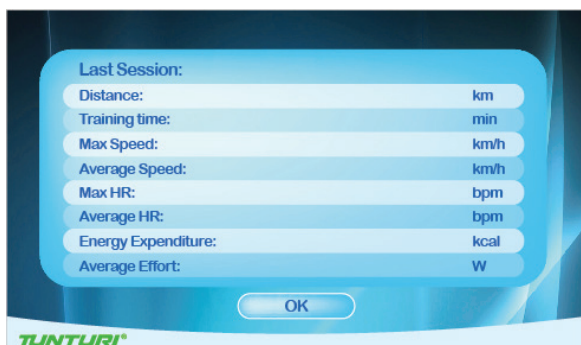 Last Session:
Distance: km
Training time: min
Max Speed: km/h
Average Speed: km/h
Max HR: bpm
Average HR: bpm
Energy Expenditure: kcal
Average Effort: W
OK
TUNTURI®